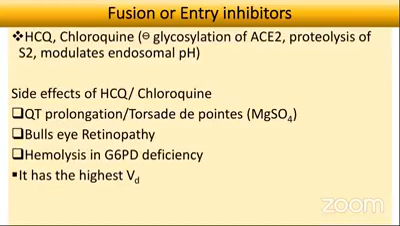 Fusion or Entry inhibitors
❖HCQ, Chloroquine (⊖ glycosylation of ACE2, proteolysis of
S2, modulates endosomal pH)
Side effects of HCQ/ Chloroquine
❑QT prolongation/Torsade de pointes (MgSO₄)
❑Bulls eye Retinopathy
❑Hemolysis in G6PD deficiency
▪It has the highest V_d
zoom